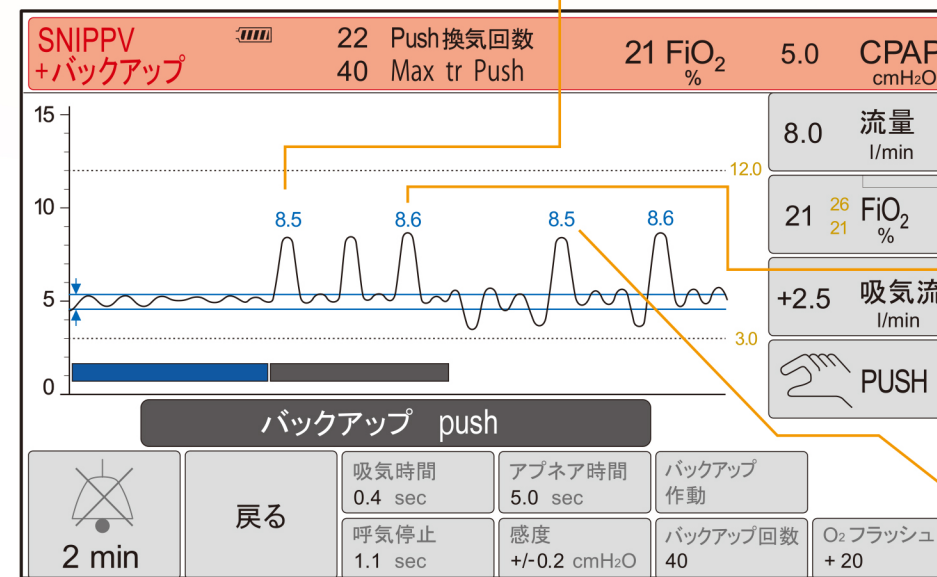 SNIPPV
+バックアップ
22 Push換気回数
40 Max tr Push
21 FiO2
%
5.0 CPAP
cmH2O
15
10
5
0
12.0
3.0
8.5
8.6
8.5
8.6
8.0 流量
l/min
21 26 21 FiO2
%
+2.5 吸気流
l/min
PUSH
バックアップ push
2 min
戻る
吸気時間
0.4 sec
アプネア時間
5.0 sec
バックアップ
作動
呼気停止
1.1 sec
感度
+/-0.2 cmH2O
バックアップ回数
40
O2フラッシュ
+ 20